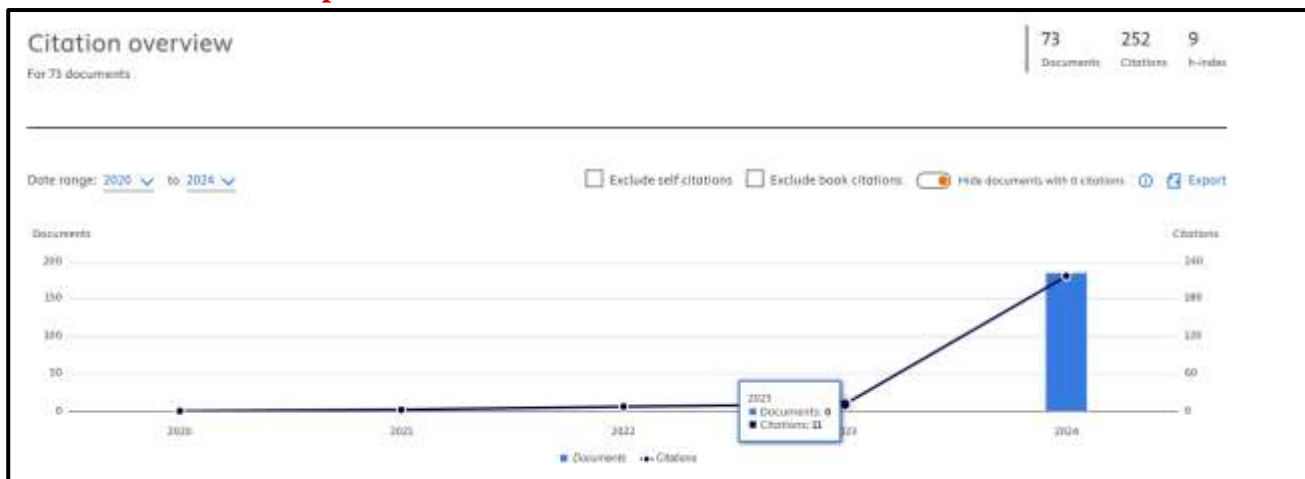 Citation overview
For 73 documents
73 252 9
Documents Citations h-index
Date range: 2020 to 2024
Exclude self-citations Exclude book citations Hide documents with 0 citations Export
Documents Citations
200 240
150 180
100 120
50 60
0 0
2023
Documents: 0
Citations: 11
2020 2021 2022 23 2024
Documents Citations